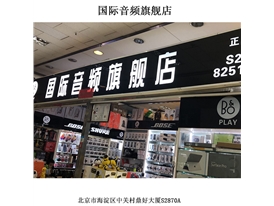 国际音频旗舰店
国际音频旗舰店
正
S2
8251
B&O
PLAY
BOSE
SHURE
BOSE
北京市海淀区中关村鼎好大厦S2870A